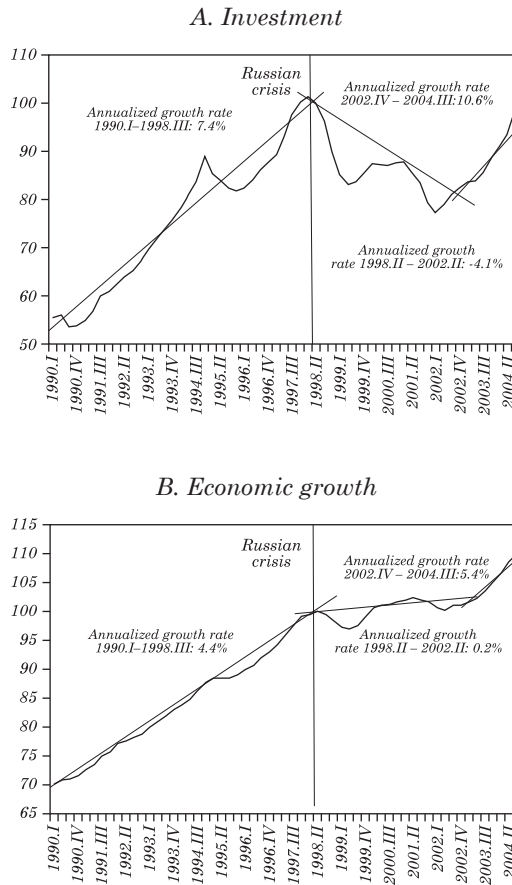 A. Investment
110
100
90
80
70
60
50
Russian
crisis
Annualized growth rate
1990.I–1998.III: 7.4%
Annualized growth rate
2002.IV – 2004.III:10.6%
Annualized growth
rate 1998.II – 2002.II: -4.1%
1990.I
1990.IV
1991.III
1992.II
1993.I
1993.IV
1994.III
1995.II
1996.I
1996.IV
1997.III
1998.II
1999.I
1999.IV
2000.III
2001.II
2002.I
2002.IV
2003.III
2004.II
B. Economic growth
115
110
105
100
95
90
85
80
75
70
65
Russian
crisis
Annualized growth rate
1990.I–1998.III: 4.4%
Annualized growth rate
2002.IV – 2004.III:5.4%
Annualized growth
rate 1998.II – 2002.II: 0.2%
1990.I
1990.IV
1991.III
1992.II
1993.I
1993.IV
1994.III
1995.II
1996.I
1996.IV
1997.III
1998.II
1999.I
1999.IV
2000.III
2001.II
2002.I
2002.IV
2003.III
2004.II